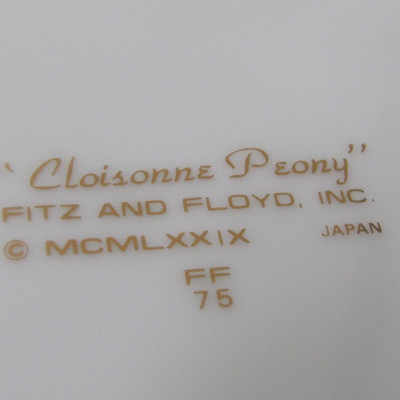 ‘Cloisonne Peony”
FITZ AND FLOYD, INC.
© MCMLXXIX JAPAN
FF
75